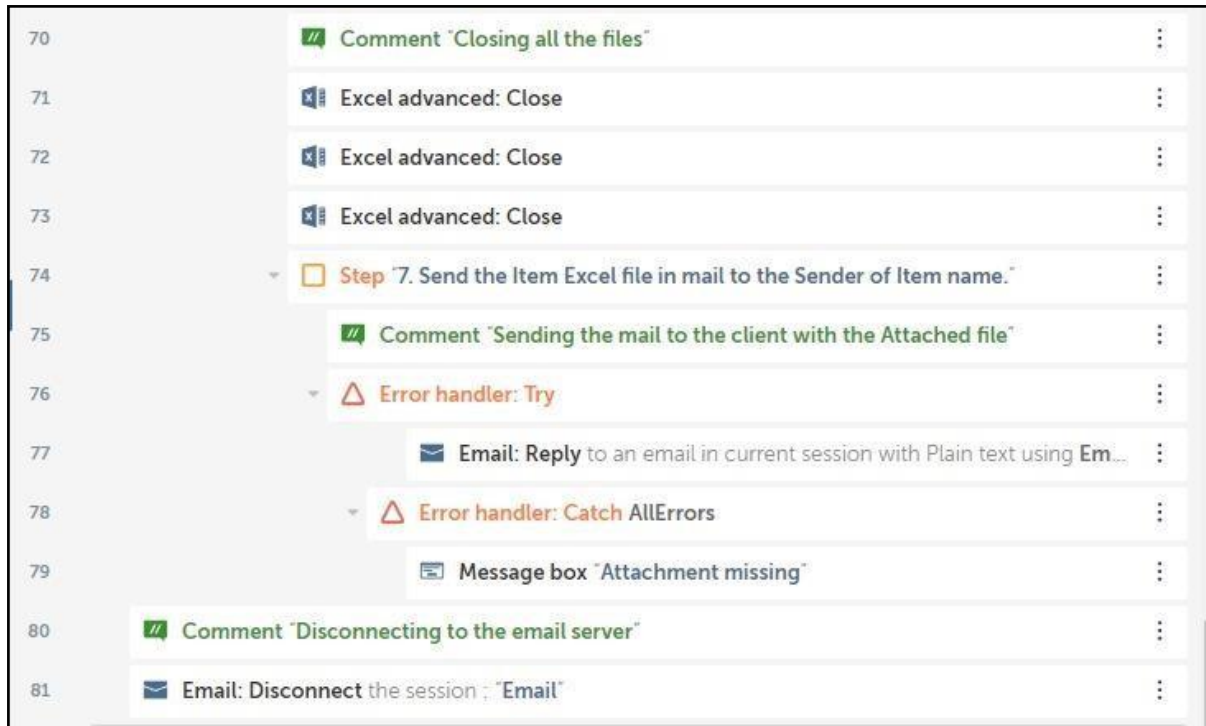 70 Comment "Closing all the files"
71 Excel advanced: Close
72 Excel advanced: Close
73 Excel advanced: Close
74 Step "7. Send the Item Excel file in mail to the Sender of Item name."
75 Comment "Sending the mail to the client with the Attached file"
76 Error handler: Try
77 Email: Reply to an email in current session with Plain text using Em...
78 Error handler: Catch AllErrors
79 Message box "Attachment missing"
80 Comment "Disconnecting to the email server"
81 Email: Disconnect the session : "Email"